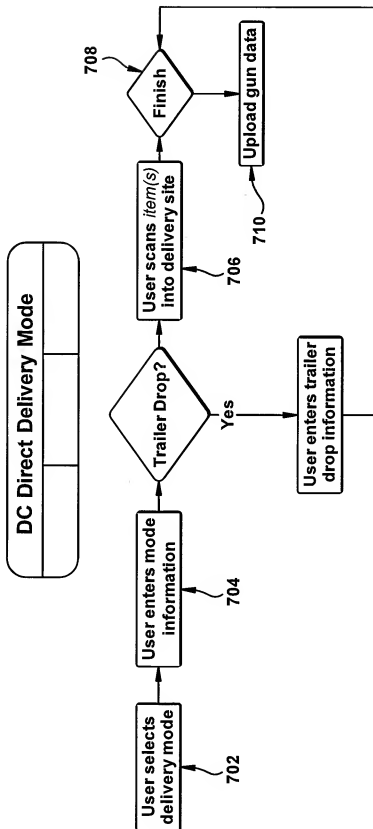 DC Direct Delivery Mode
User selects
delivery mode
702
User enters mode
information
704
Trailer Drop?
Yes
User enters trailer
drop information
User scans item(s)
into delivery site
706
Finish
708
Upload gun data
710